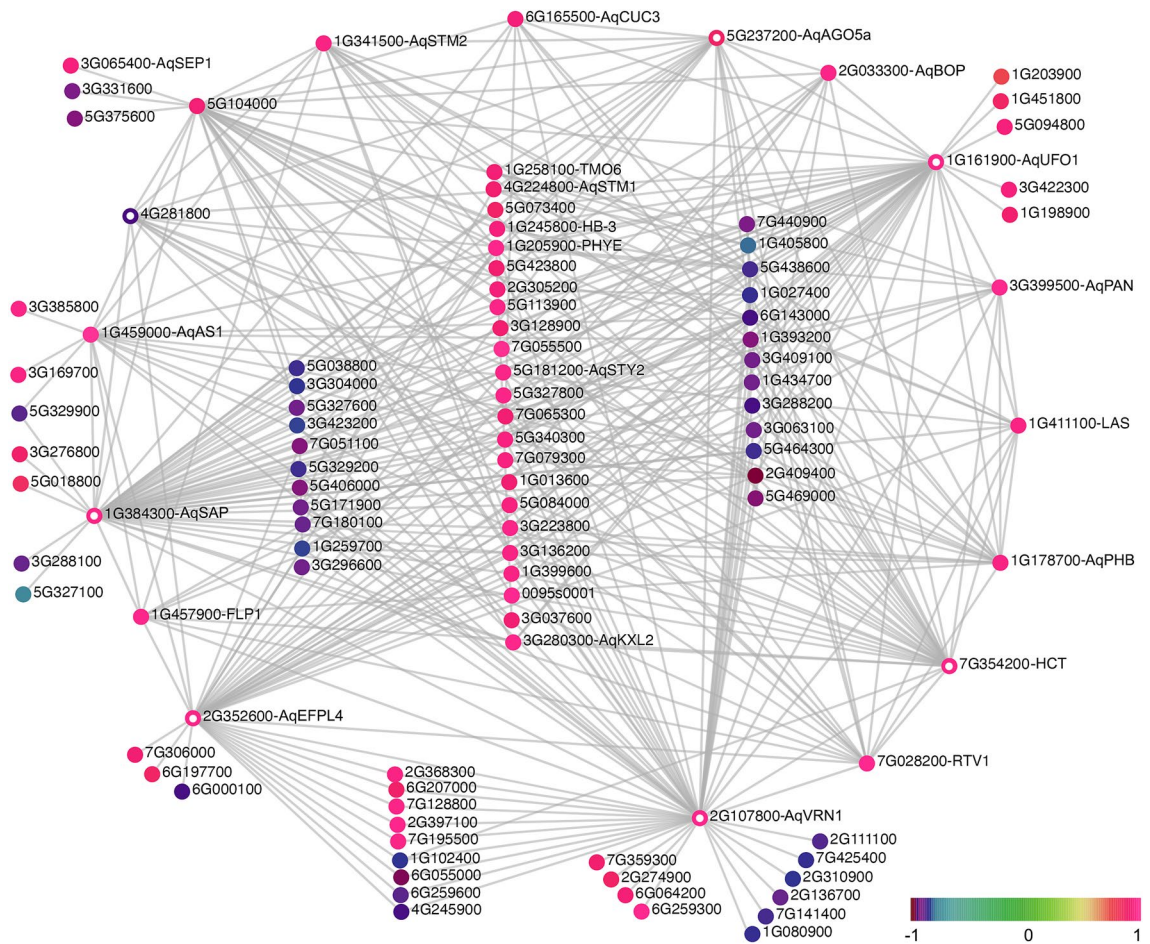 6G165500-AqCUC3
1G341500-AqSTM2
5G237200-AqAGO5a
3G065400-AqSEP1
2G033300-AqBOP
3G331600
1G203900
5G104000
1G451800
5G375600
5G094800
1G161900-AqUFO1
3G422300
1G198900
4G281800
1G258100-TMO6
4G224800-AqSTM1
5G073400
1G245800-HB-3
1G205900-PHYE
5G423800
2G305200
5G113900
3G128900
7G055500
5G181200-AqSTY2
5G327800
7G065300
5G340300
7G079300
1G013600
5G084000
3G223800
3G136200
1G399600
0095s0001
3G037600
3G280300-AqKXL2
7G440900
1G405800
5G438600
1G027400
6G143000
1G393200
3G409100
1G434700
3G288200
3G063100
5G464300
2G409400
5G469000
3G399500-AqPAN
1G411100-LAS
1G178700-AqPHB
7G354200-HCT
7G028200-RTV1
3G385800
1G459000-AqAS1
3G169700
5G329900
3G276800
5G018800
1G384300-AqSAP
3G288100
5G327100
5G038800
3G304000
5G327600
3G423200
7G051100
5G329200
5G406000
5G171900
7G180100
1G259700
3G296600
1G457900-FLP1
2G352600-AqEFPL4
7G306000
6G197700
6G000100
2G368300
6G207000
7G128800
2G397100
7G195500
1G102400
6G055000
6G259600
4G245900
2G107800-AqVRN1
7G359300
2G274900
6G064200
6G259300
2G111100
7G425400
2G310900
2G136700
7G141400
1G080900
-1 0 1